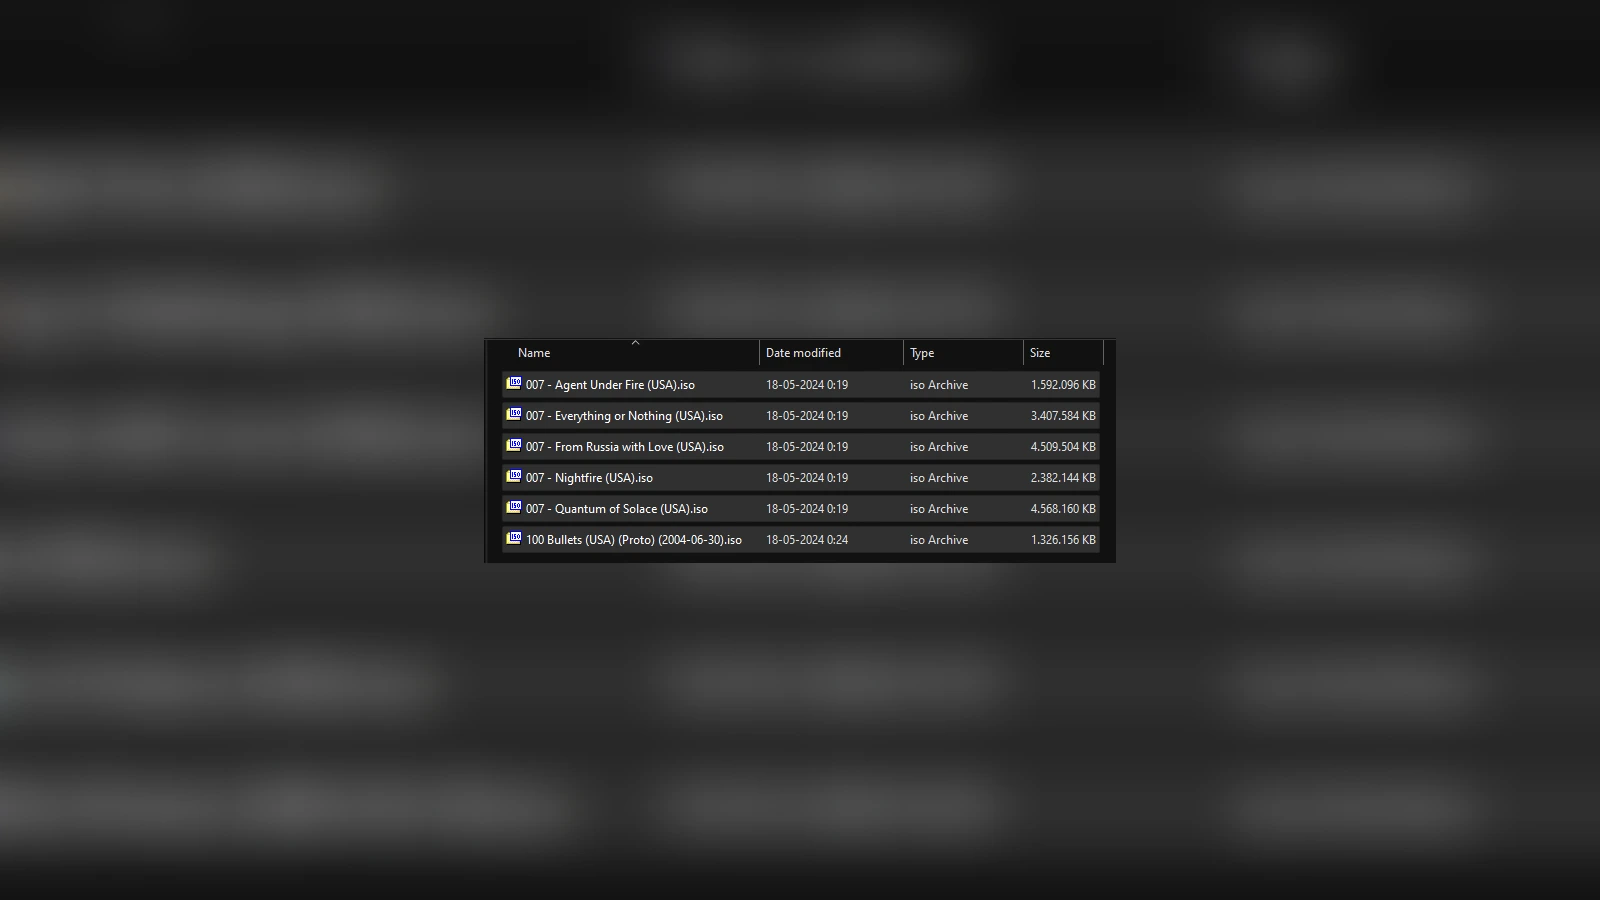 Name Date modified Type Size
007 - Agent Under Fire (USA).iso 18-05-2024 0:19 iso Archive 1.592.096 KB
007 - Everything or Nothing (USA).iso 18-05-2024 0:19 iso Archive 3.407.584 KB
007 - From Russia with Love (USA).iso 18-05-2024 0:19 iso Archive 4.509.504 KB
007 - Nightfire (USA).iso 18-05-2024 0:19 iso Archive 2.382.144 KB
007 - Quantum of Solace (USA).iso 18-05-2024 0:19 iso Archive 4.568.160 KB
100 Bullets (USA) (Proto) (2004-06-30).iso 18-05-2024 0:24 iso Archive 1.326.156 KB